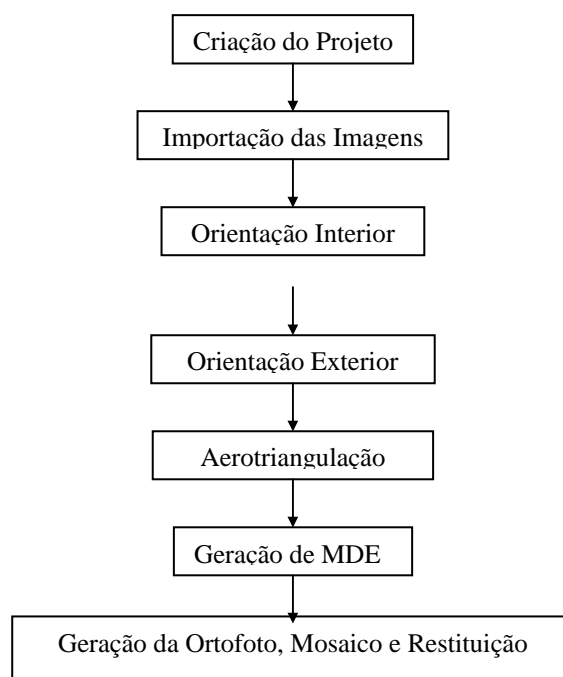 Criação do Projeto
Importação das Imagens
Orientação Interior
Orientação Exterior
Aerotriangulação
Geração de MDE
Geração da Ortofoto, Mosaico e Restituição